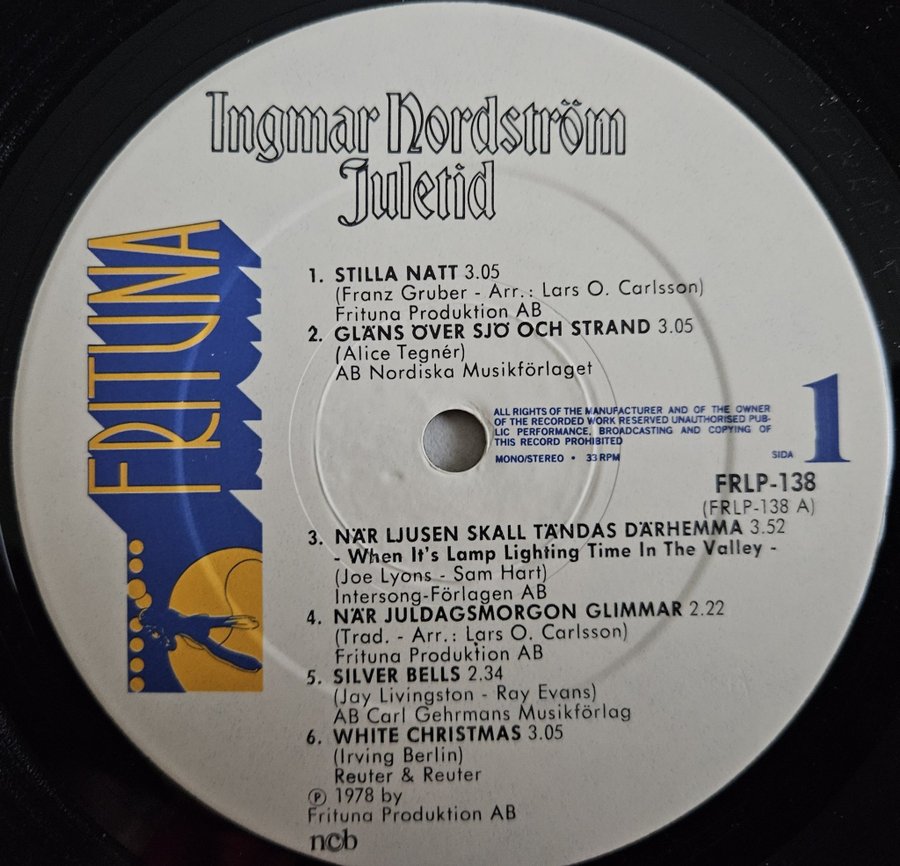 Ingmar Nordström
Juletid
FRITUNA
1. STILLA NATT 3.05
(Franz Gruber - Arr.: Lars O. Carlsson)
Frituna Produktion AB
2. GLÄNS ÖVER SJÖ OCH STRAND 3.05
(Alice Tegnér)
AB Nordiska Musikförlaget
ALL RIGHTS OF THE MANUFACTURER AND OF THE OWNER
OF THE RECORDED WORK RESERVED UNAUTHORISED PUB-
LIC PERFORMANCE, BROADCASTING AND COPYING OF
THIS RECORD PROHIBITED
MONO/STEREO • 33 RPM
SIDA 1
FRLP-138
(FRLP-138 A)
3. NÄR LJUSEN SKALL TÄNDAS DÄRHEMMA 3.52
- When It's Lamp Lighting Time In The Valley -
(Joe Lyons - Sam Hart)
Intersong-Förlagen AB
4. NÄR JULDAGSMORGON GLIMMAR 2.22
(Trad. - Arr.: Lars O. Carlsson)
Frituna Produktion AB
5. SILVER BELLS 2.34
(Jay Livingston - Ray Evans)
AB Carl Gehrmans Musikförlag
6. WHITE CHRISTMAS 3.05
(Irving Berlin)
Reuter & Reuter
℗ 1978 by
Frituna Produktion AB
ncb